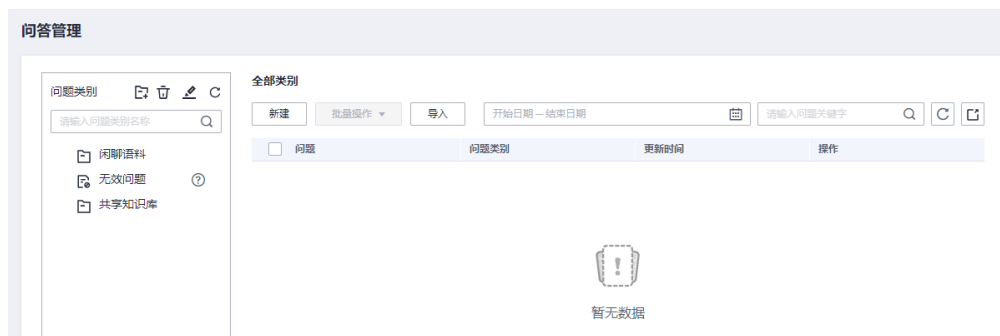 问答管理
问题类别
请输入问题类别名称
闲聊语料
无效问题
共享知识库
全部类别
新建 批量操作 导入 开始日期 – 结束日期 请输入问题关键字
问题 问题类别 更新时间 操作
暂无数据